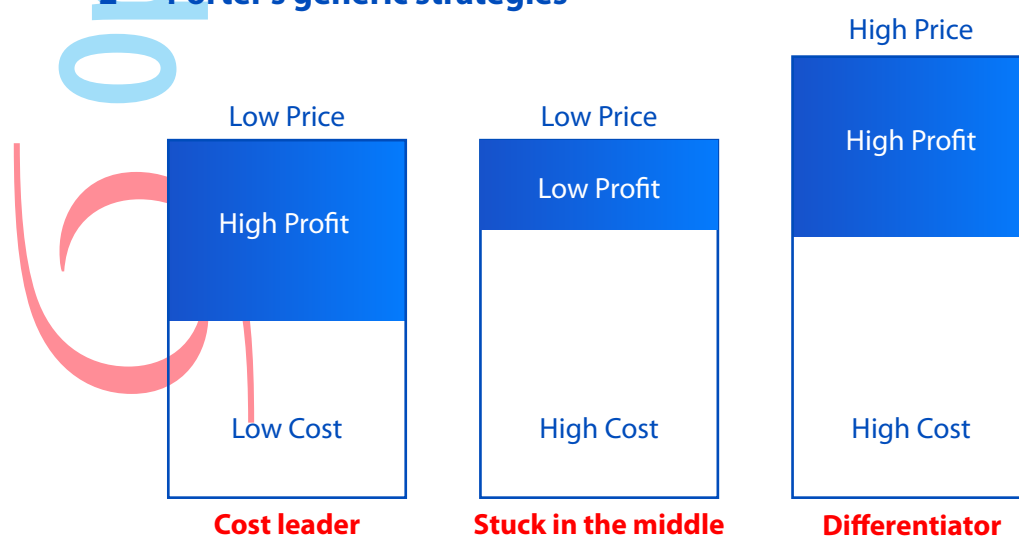 2 Porter's generic strategies
High Price
Low Price
Low Price
High Profit
Low Profit
High Profit
Low Cost
High Cost
High Cost
Cost leader
Stuck in the middle
Differentiator